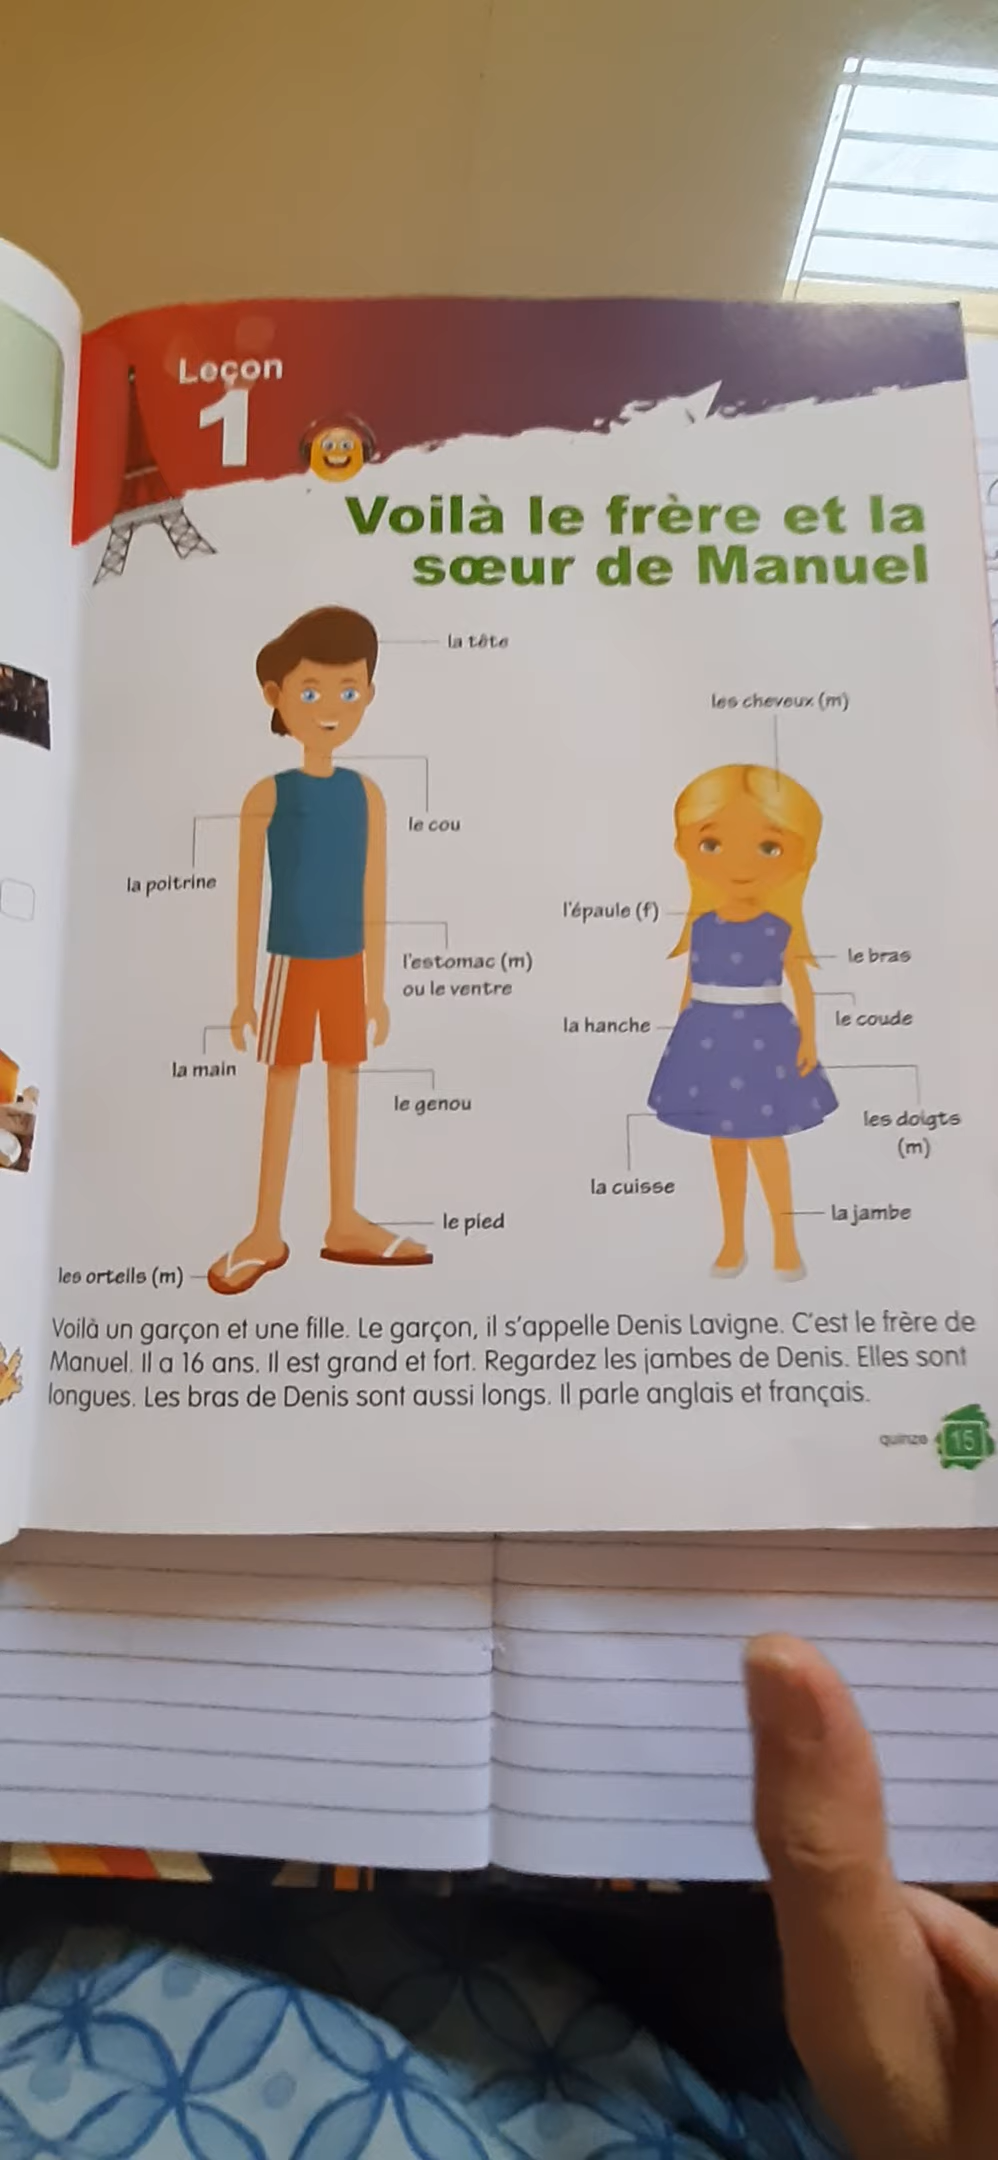 Leçon
1
Voilà le frère et la
sœur de Manuel
la tête
les cheveux (m)
le cou
la poitrine
l'épaule (f)
le bras
l'estomac (m)
ou le ventre
la hanche
le coude
la main
le genou
les doigts
(m)
la cuisse
la jambe
le pied
les orteils (m)
Voilà un garçon et une fille. Le garçon, il s'appelle Denis Lavigne. C'est le frère de
Manuel. Il a 16 ans. Il est grand et fort. Regardez les jambes de Denis. Elles sont
longues. Les bras de Denis sont aussi longs. Il parle anglais et français.
quinze 15